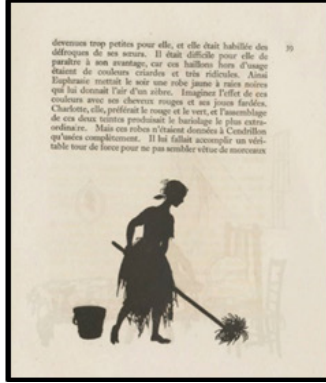 devenues trop petites pour elle, et elle était habillée des
35
défroques de ses sœurs. Il était difficile pour elle de
paraître à son avantage, car ces haillons hors d'usage
étaient de couleurs criardes et très ridicules. Ainsi
Euphrasie mettait le soir une robe jaune à raies noires
qui lui donnait l'air d'un zèbre. Imaginez l'effet de ces
couleurs avec ses cheveux rouges et ses joues fardées.
Charlotte, elle, préférait le rouge et le vert, et l'assemblage
de ces deux teintes produisait le bariolage le plus extra-
ordinaire. Mais ces robes n'étaient données à Cendrillon
qu'usées complètement. Il lui fallait accomplir un véri-
table tour de force pour ne pas sembler vêtue de morceaux